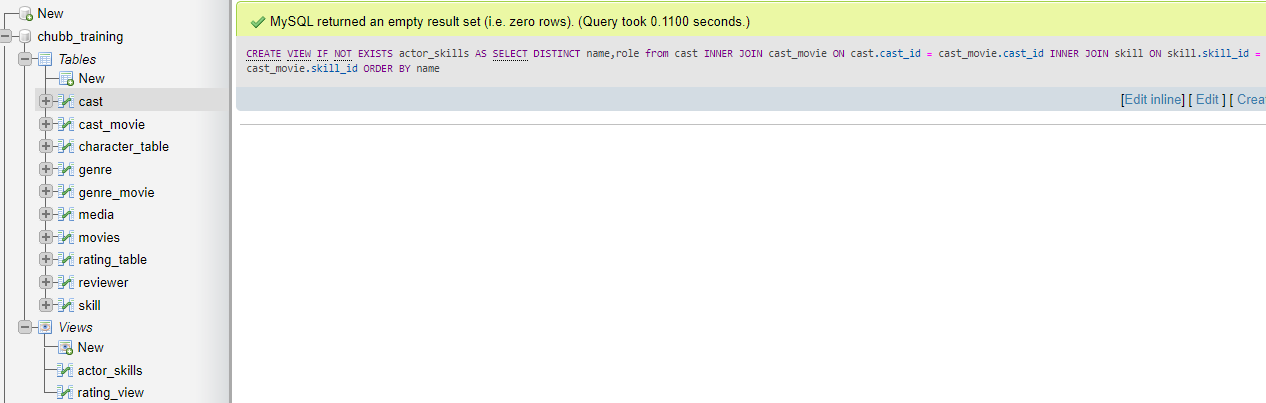 New
chubb_training
Tables
New
cast
cast_movie
character_table
genre
genre_movie
media
movies
rating_table
reviewer
skill
Views
New
actor_skills
rating_view
MySQL returned an empty result set (i.e. zero rows). (Query took 0.1100 seconds.)
CREATE VIEW IF NOT EXISTS actor_skills AS SELECT DISTINCT name,role from cast INNER JOIN cast_movie ON cast.cast_id = cast_movie.cast_id INNER JOIN skill ON skill.skill_id =
cast_movie.skill_id ORDER BY name
[Edit inline] [ Edit ] [ Crea